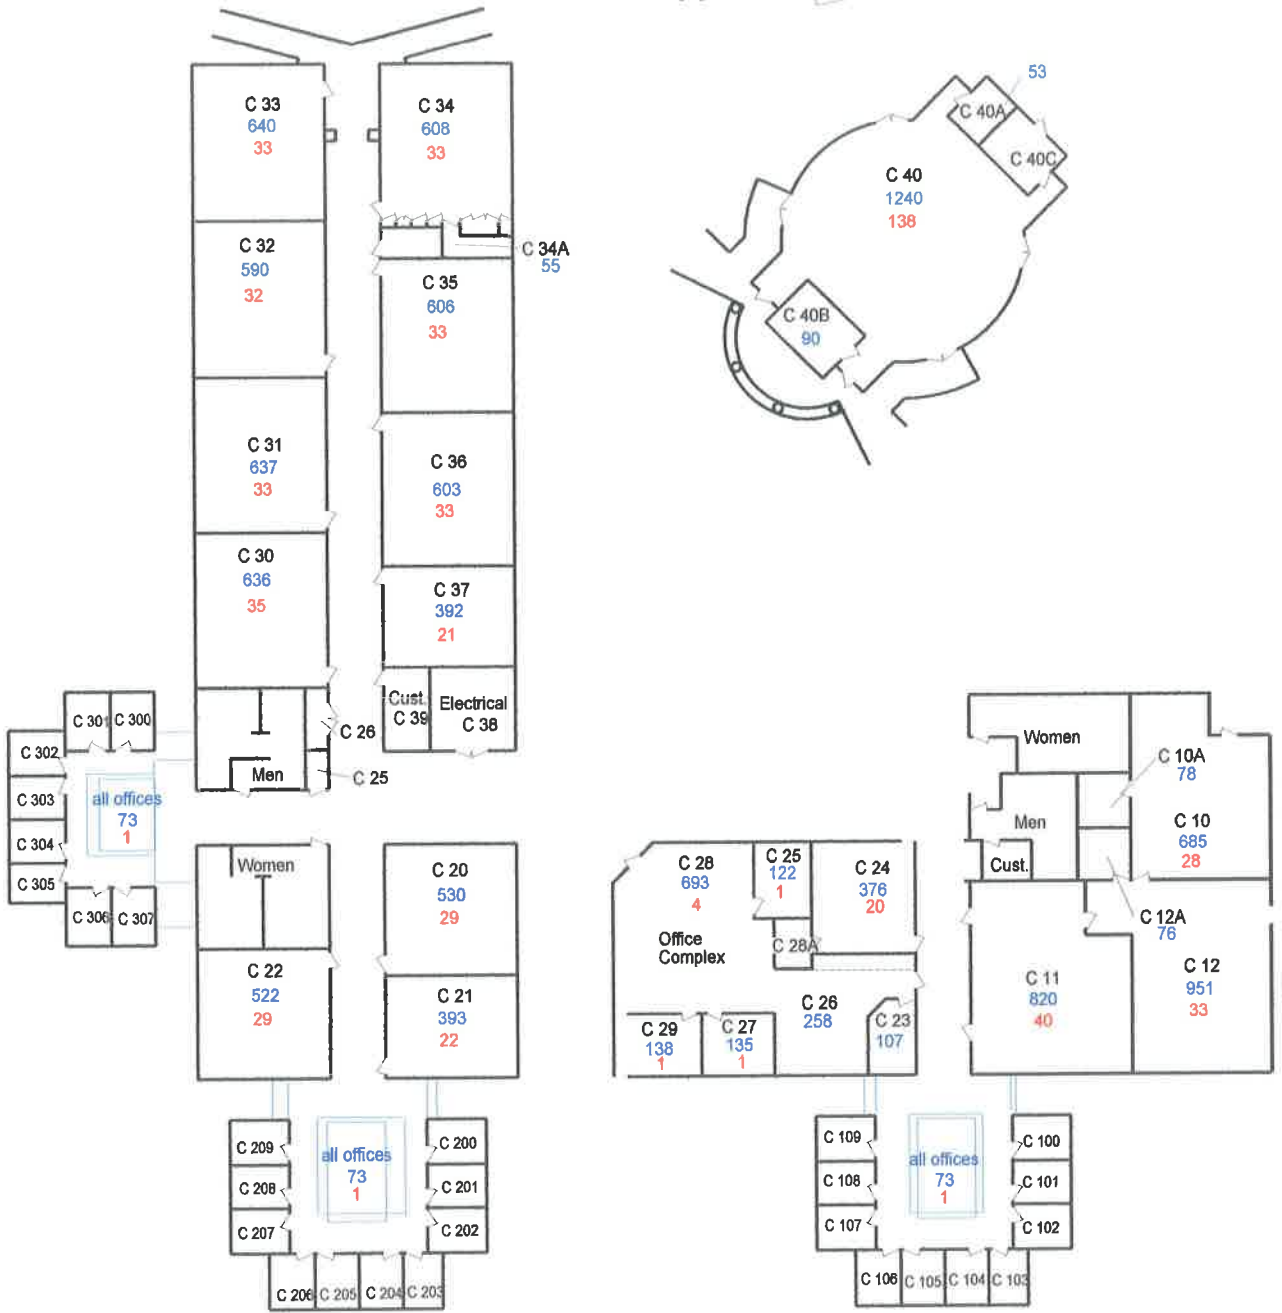 C 33
640
33
C 34
608
33
C 32
590
32
C 34A
55
C 35
606
33
C 31
637
33
C 36
603
33
C 30
636
35
C 37
392
21
Cust.
C 39
Electrical
C 38
C 26
C 25
Men
53
C 40A
C 40C
C 40
1240
138
C 40B
90
C 301
C 300
C 302
C 303
C 304
C 305
C 306
C 307
all offices
73
1
Women
C 20
530
29
C 22
522
29
C 21
393
22
C 209
C 208
C 207
C 206
C 205
C 204
C 203
C 202
C 201
C 200
all offices
73
1
C 28
693
4
C 25
122
1
C 24
376
20
Office
Complex
C 28A
C 26
258
C 23
107
C 29
138
1
C 27
135
1
Women
C 10A
78
Men
C 10
685
28
Cust.
C 12A
76
C 11
820
40
C 12
951
33
C 109
C 108
C 107
C 106
C 105
C 104
C 103
C 102
C 101
C 100
all offices
73
1